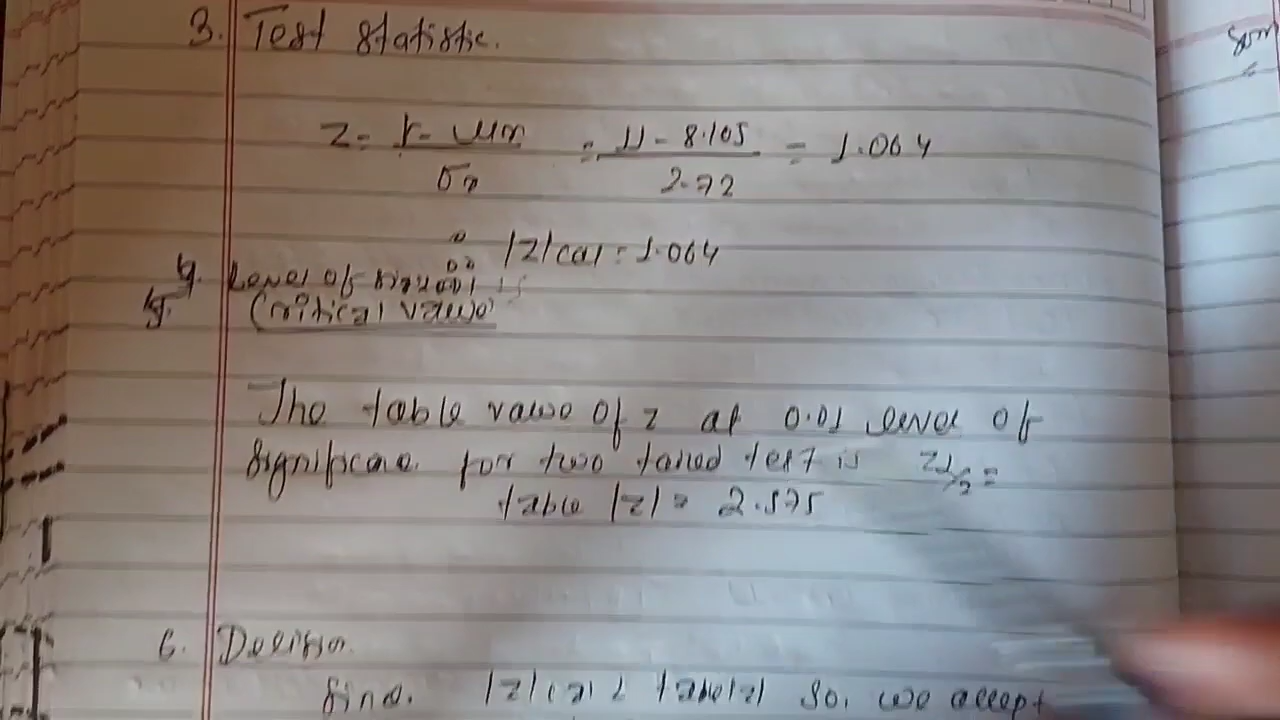 3. Test statistic.
Z = r - μr / σr = 11 - 8.105 / 2.72 = 1.064
∴ |Z| cal = 1.064
4. Level of
5. Critical value
The table value of z at 0.01 level of
significance for two tailed test is Zα/2 =
table |z| = 2.575
6. Decision.
Since. |z| cal < table |z| so, we accept